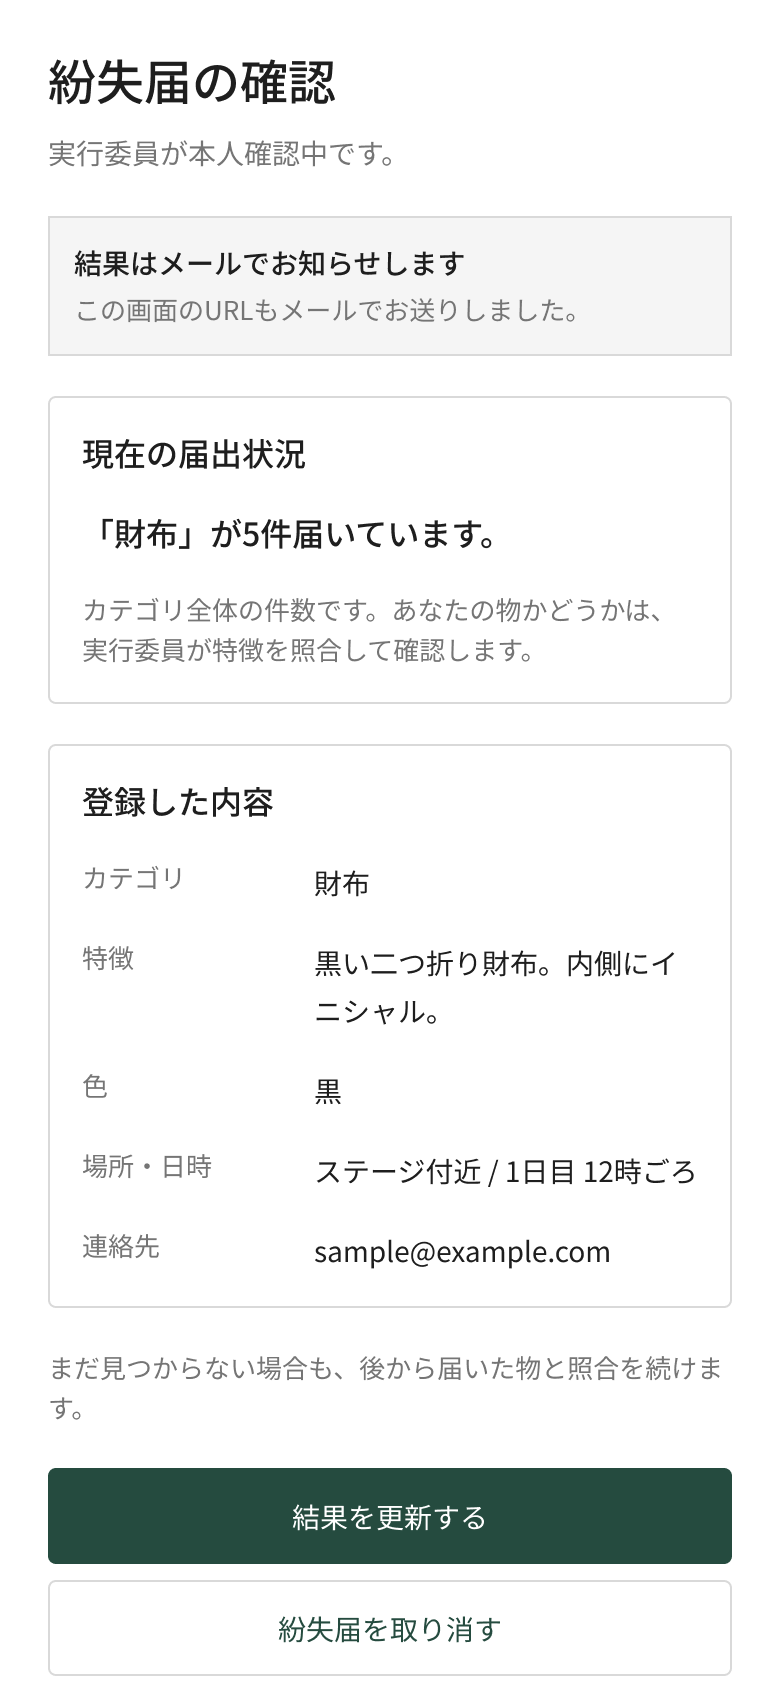 紛失届の確認
実行委員が本人確認中です。
結果はメールでお知らせします
この画面のURLもメールでお送りしました。
現在の届出状況
「財布」が5件届いています。
カテゴリ全体の件数です。あなたの物かどうかは、
実行委員が特徴を照合して確認します。
登録した内容
カテゴリ 財布
特徴 黒い二つ折り財布。内側にイ
ニシャル。
色 黒
場所・日時 ステージ付近 / 1日目 12時ごろ
連絡先 sample@example.com
まだ見つからない場合も、後から届いた物と照合を続けま
す。
結果を更新する
紛失届を取り消す